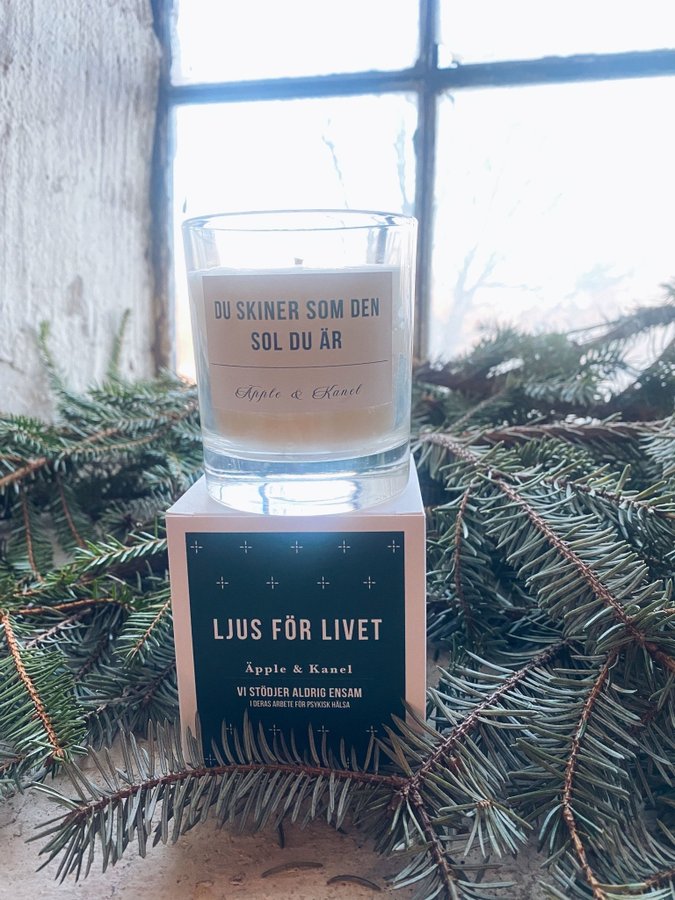 DU SKINER SOM DEN
SOL DU ÄR
Äpple & Kanel
LJUS FÖR LIVET
Äpple & Kanel
VI STÖDJER ALDRIG ENSAM
I DERAS ARBETE FÖR PSYKISK HÄLSA